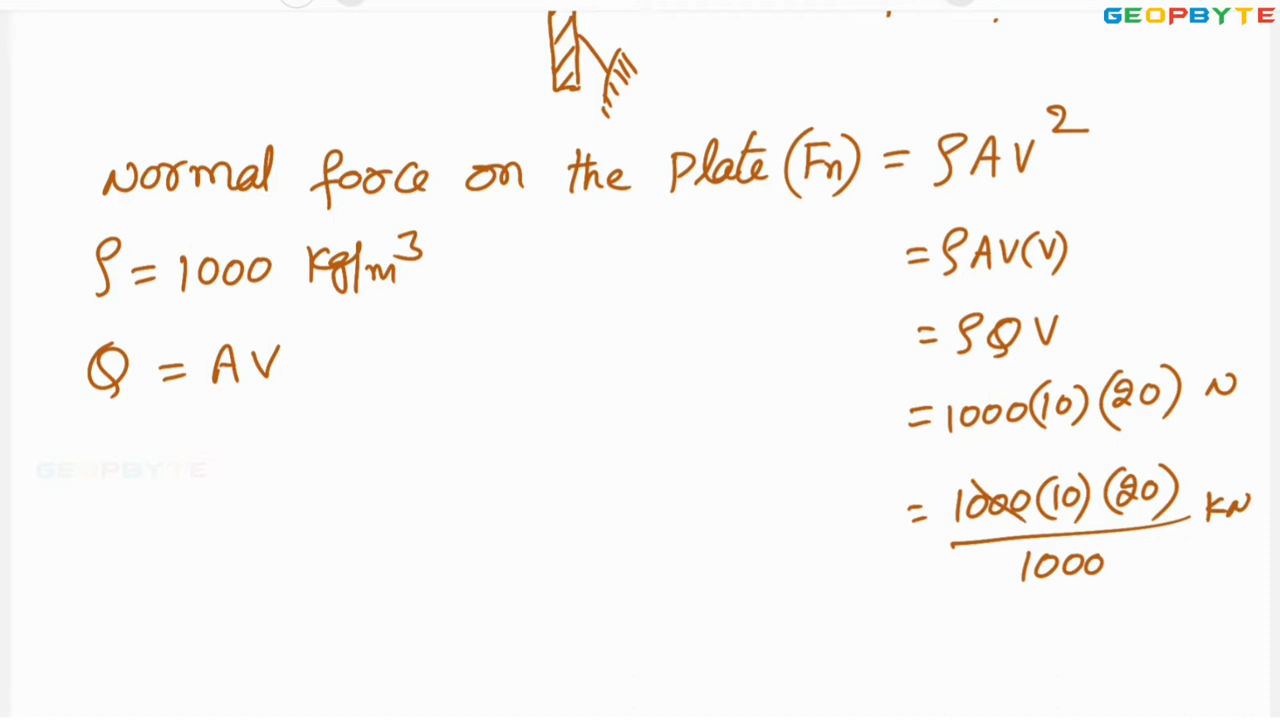 GEOPBYTE
Normal force on the Plate (Fn) = ρAV²
ρ = 1000 Kg/m³
= ρAV(V)
Q = AV
= ρQV
= 1000(10)(20) N
GEOPBYTE
= 1000(10)(20) / 1000 KN